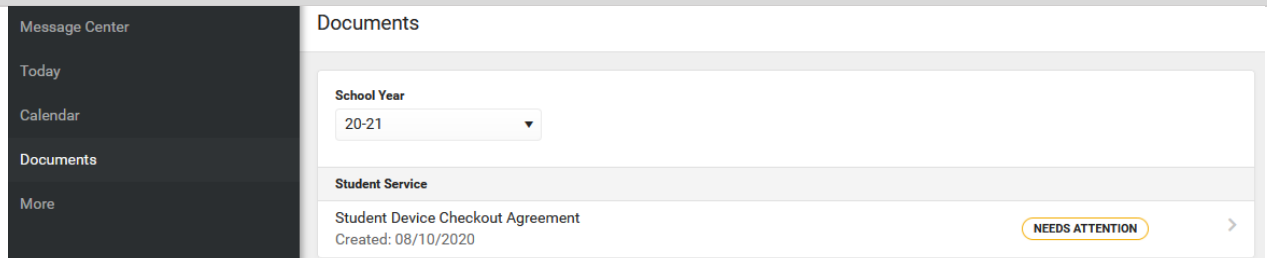 Message Center
Today
Calendar
Documents
More
Documents
School Year
20-21
Student Service
Student Device Checkout Agreement
Created: 08/10/2020
NEEDS ATTENTION